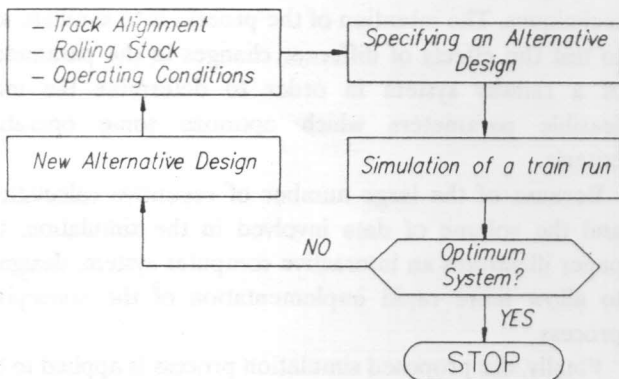 – Track Alignment
– Rolling Stock
– Operating Conditions
Specifying an Alternative
Design
New Alternative Design
Simulation of a train run
NO
Optimum
System?
YES
STOP